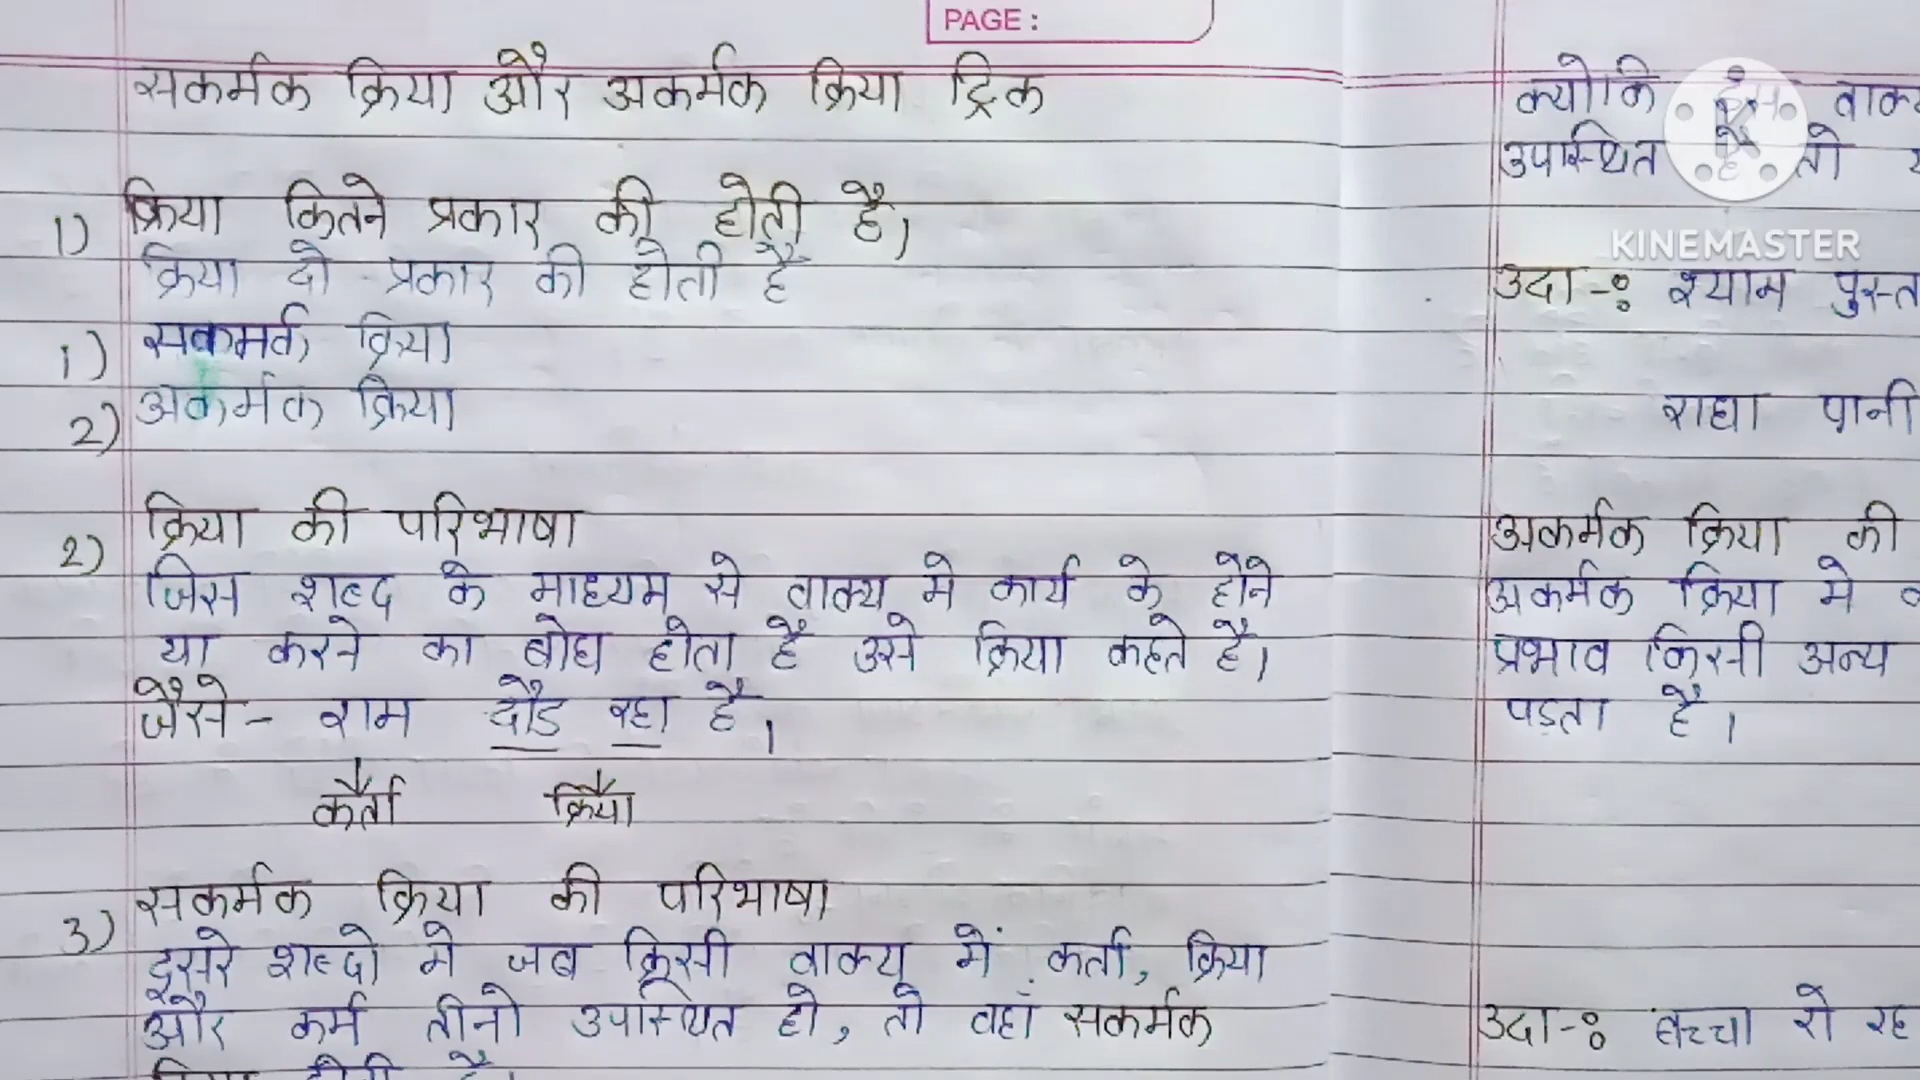 PAGE :
सकर्मक क्रिया और अकर्मक क्रिया ट्रिक
1) क्रिया कितने प्रकार की होती है,
क्रिया दो प्रकार की होती हैं
1) सकमर्क क्रिया
2) अकर्मक क्रिया
2) क्रिया की परिभाषा
जिस शब्द के माध्यम से वाक्य मे कार्य के होने
या करने का बोध होता है उसे क्रिया कहते है।
जैसे - राम दौड रहा है,
कर्ता क्रिया
3) सकर्मक क्रिया की परिभाषा
दूसरे शब्दो मे जब किसी वाक्य में कर्ता, क्रिया
और कर्म तीनो उपस्थित हो, तो वहाँ सकर्मक
क्योकि इस
उपस्थित है तो
KINEMASTER
उदा-: श्याम
राधा पानी
अकर्मक क्रिया की
अकर्मक क्रिया मे
प्रभाव किसी अन्य
पड़ता है।
उदा-: बच्चा रो